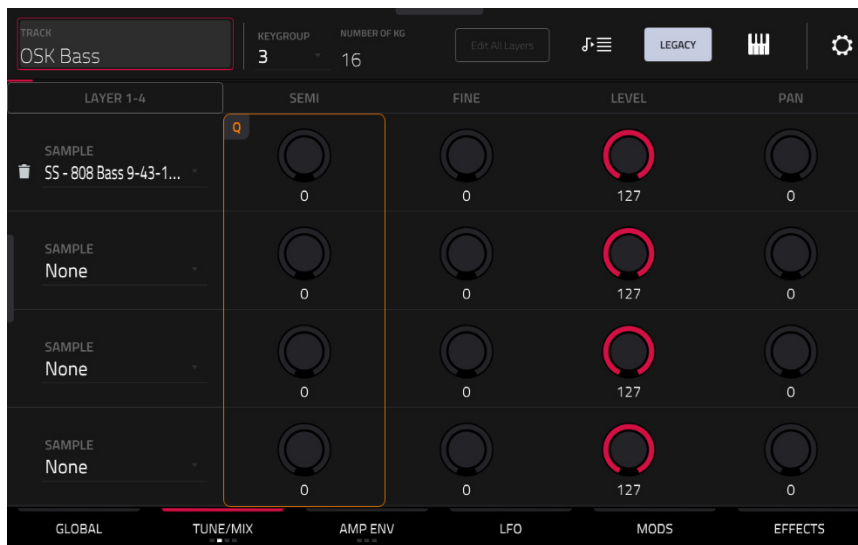 TRACK
OSK Bass
KEYGROUP
3
NUMBER OF KG
16
Edit All Layers
LEGACY
LAYER 1-4 SEMI FINE LEVEL PAN
Q
SAMPLE
SS - 808 Bass 9-43-1...
0 0 127 0
SAMPLE
None
0 0 127 0
SAMPLE
None
0 0 127 0
SAMPLE
None
0 0 127 0
GLOBAL TUNE/MIX AMP ENV LFO MODS EFFECTS